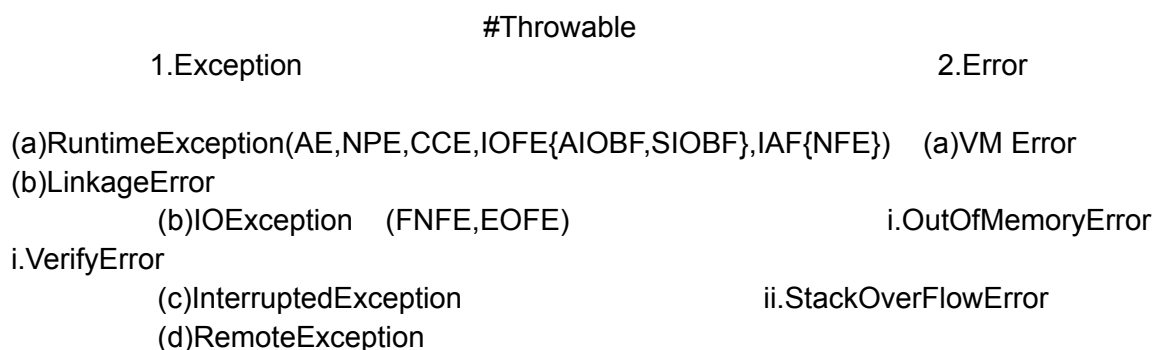 #Throwable
1.Exception 2.Error
(a)RuntimeException(AE,NPE,CCE,IOFE{AIOBF,SIOBF},IAF{NFE}) (a)VM Error
(b)LinkageError
(b)IOException (FNFE,EOFE) i.OutOfMemoryError
i.VerifyError
(c)InterruptedException ii.StackOverFlowError
(d)RemoteException